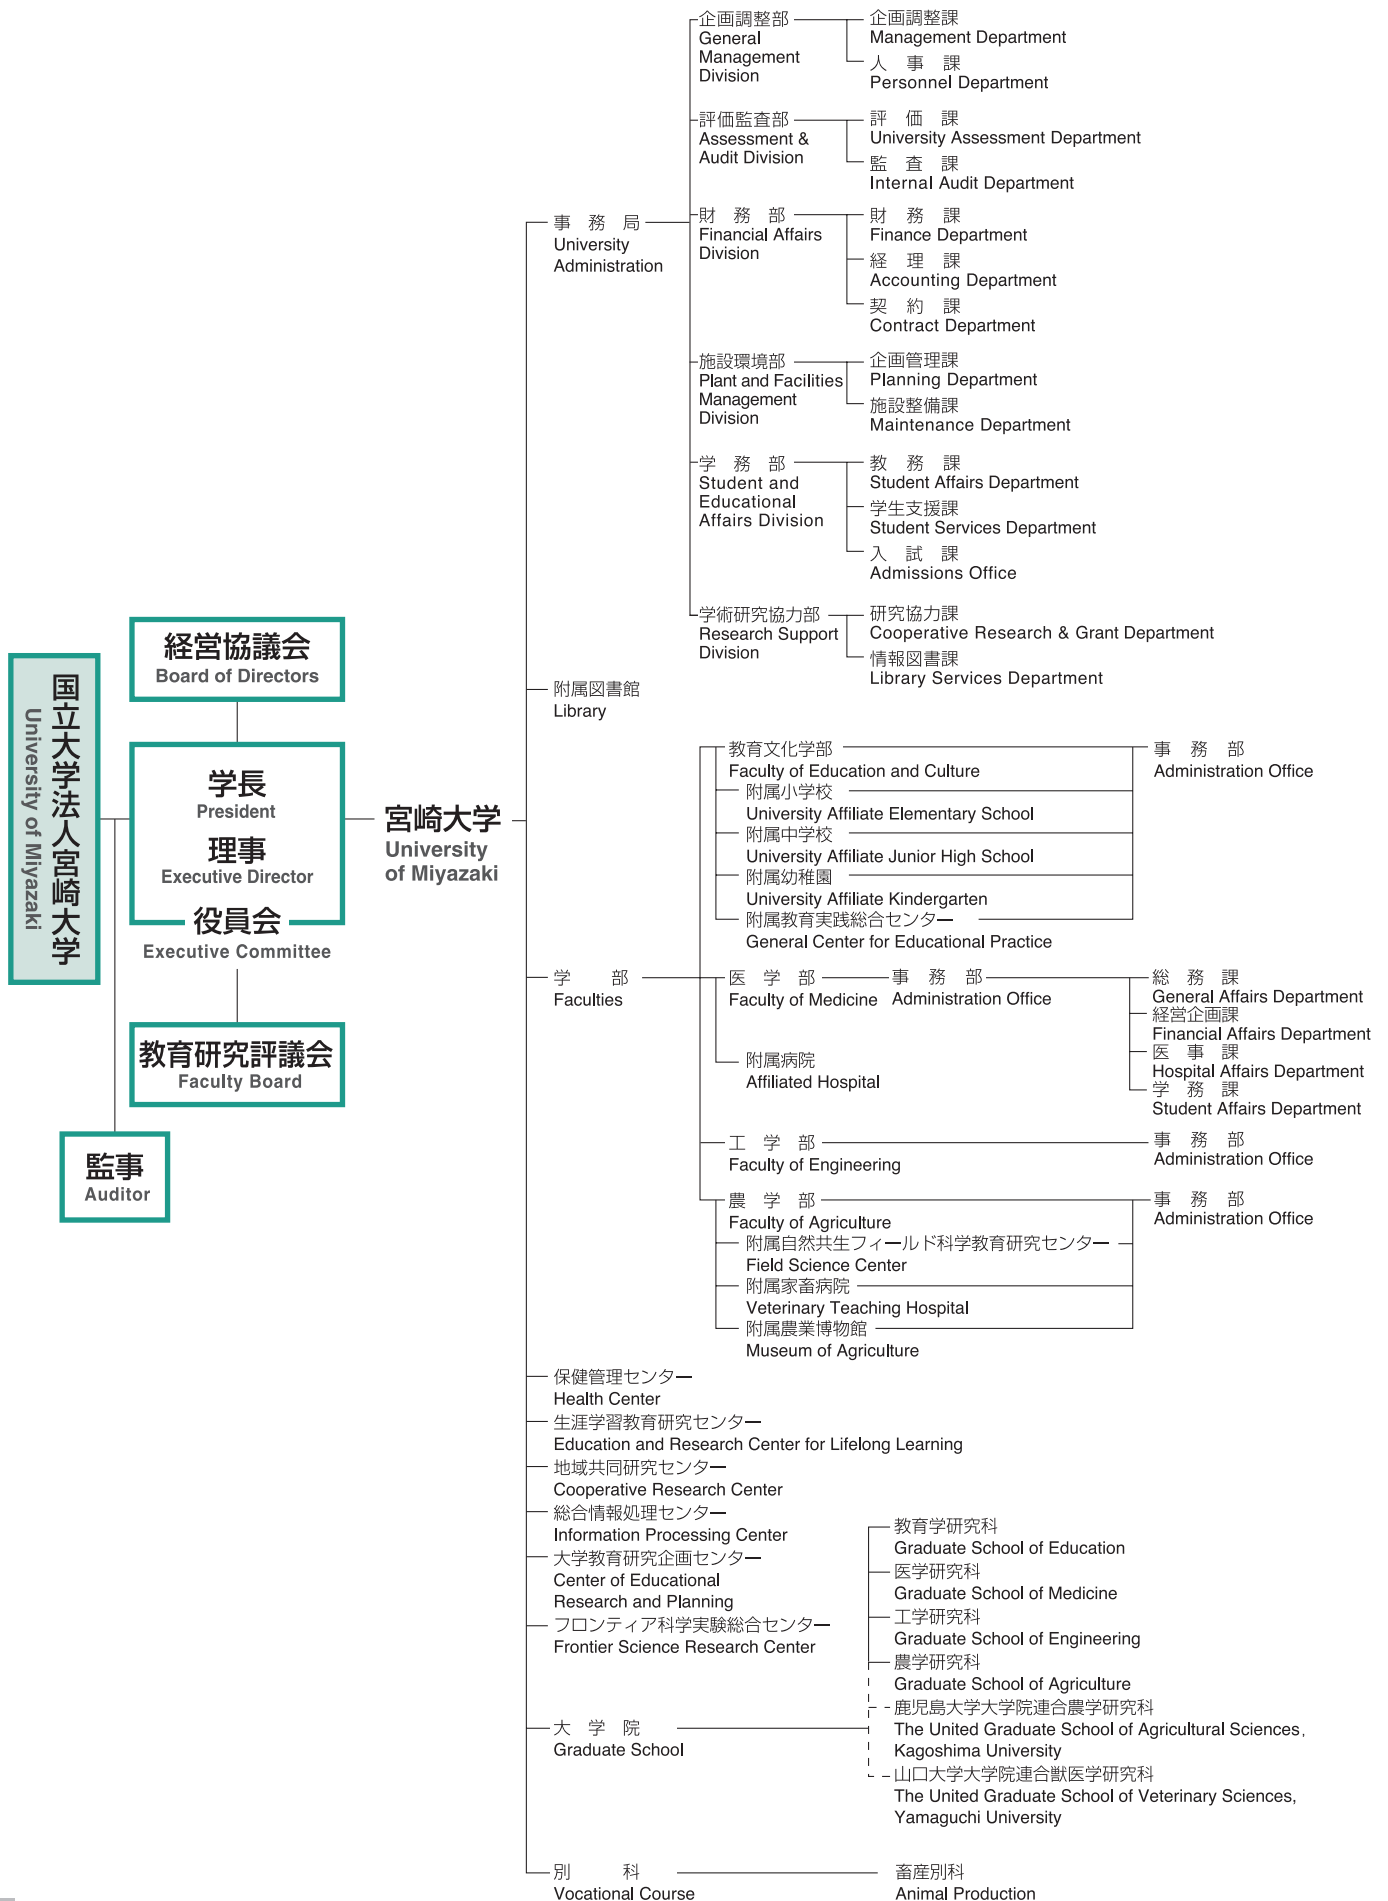 国立大学法人宮崎大学
University of Miyazaki
経営協議会
Board of Directors
学長
President
理事
Executive Director
役員会
Executive Committee
教育研究評議会
Faculty Board
監事
Auditor
宮崎大学
University
of Miyazaki
事務局
University
Administration
企画調整部
General
Management
Division
企画調整課
Management Department
人事課
Personnel Department
評価監査部
Assessment &
Audit Division
評価課
University Assessment Department
監査課
Internal Audit Department
財務部
Financial Affairs
Division
財務課
Finance Department
経理課
Accounting Department
契約課
Contract Department
施設環境部
Plant and Facilities
Management
Division
企画管理課
Planning Department
施設整備課
Maintenance Department
学務部
Student and
Educational
Affairs Division
教務課
Student Affairs Department
学生支援課
Student Services Department
入試課
Admissions Office
学術研究協力部
Research Support
Division
研究協力課
Cooperative Research & Grant Department
情報図書課
Library Services Department
附属図書館
Library
学部
Faculties
教育文化学部
Faculty of Education and Culture
附属小学校
University Affiliate Elementary School
附属中学校
University Affiliate Junior High School
附属幼稚園
University Affiliate Kindergarten
附属教育実践総合センター
General Center for Educational Practice
事務部
Administration Office
医学部
Faculty of Medicine
事務部
Administration Office
総務課
General Affairs Department
経営企画課
Financial Affairs Department
医事課
Hospital Affairs Department
学務課
Student Affairs Department
附属病院
Affiliated Hospital
工学部
Faculty of Engineering
事務部
Administration Office
農学部
Faculty of Agriculture
附属自然共生フィールド科学教育研究センター
Field Science Center
附属家畜病院
Veterinary Teaching Hospital
附属農業博物館
Museum of Agriculture
事務部
Administration Office
保健管理センター
Health Center
生涯学習教育研究センター
Education and Research Center for Lifelong Learning
地域共同研究センター
Cooperative Research Center
総合情報処理センター
Information Processing Center
大学教育研究企画センター
Center of Educational
Research and Planning
フロンティア科学実験総合センター
Frontier Science Research Center
大学院
Graduate School
教育学研究科
Graduate School of Education
医学研究科
Graduate School of Medicine
工学研究科
Graduate School of Engineering
農学研究科
Graduate School of Agriculture
鹿児島大学大学院連合農学研究科
The United Graduate School of Agricultural Sciences,
Kagoshima University
山口大学大学院連合獣医学研究科
The United Graduate School of Veterinary Sciences,
Yamaguchi University
別科
Vocational Course
畜産別科
Animal Production